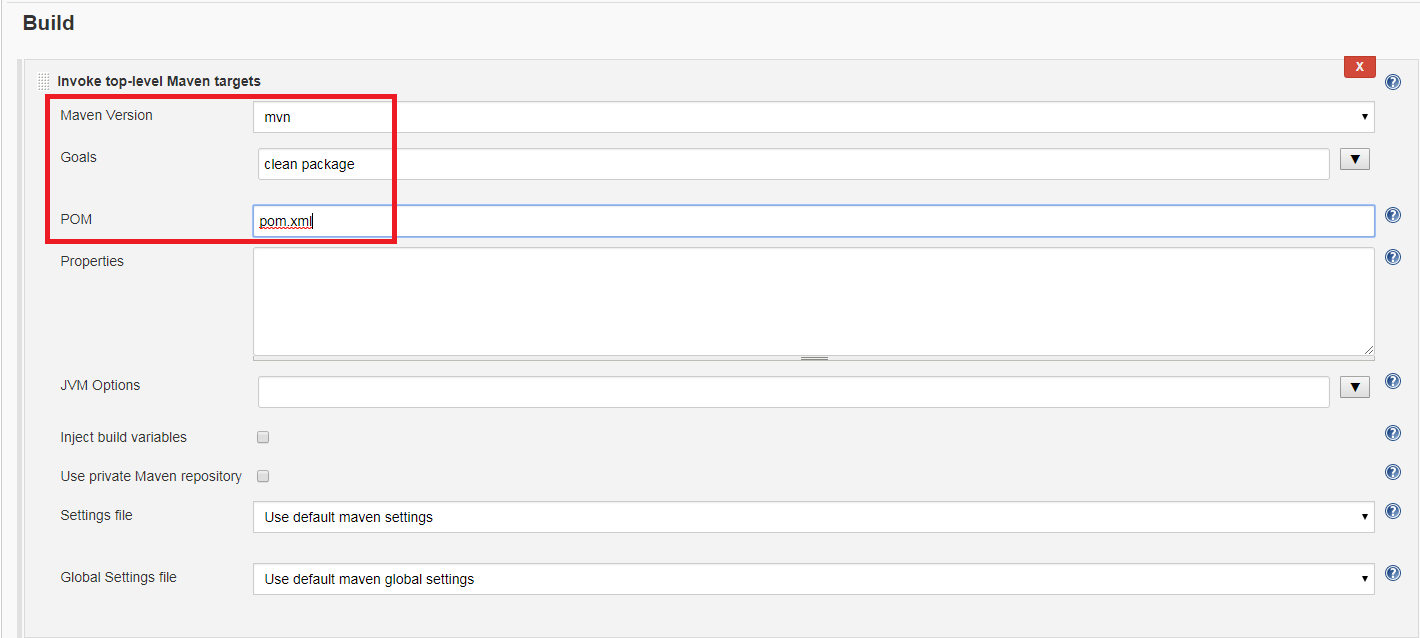 Build
Invoke top-level Maven targets
X
Maven Version
mvn
Goals
clean package
POM
pom.xml
Properties
JVM Options
Inject build variables
Use private Maven repository
Settings file
Use default maven settings
Global Settings file
Use default maven global settings